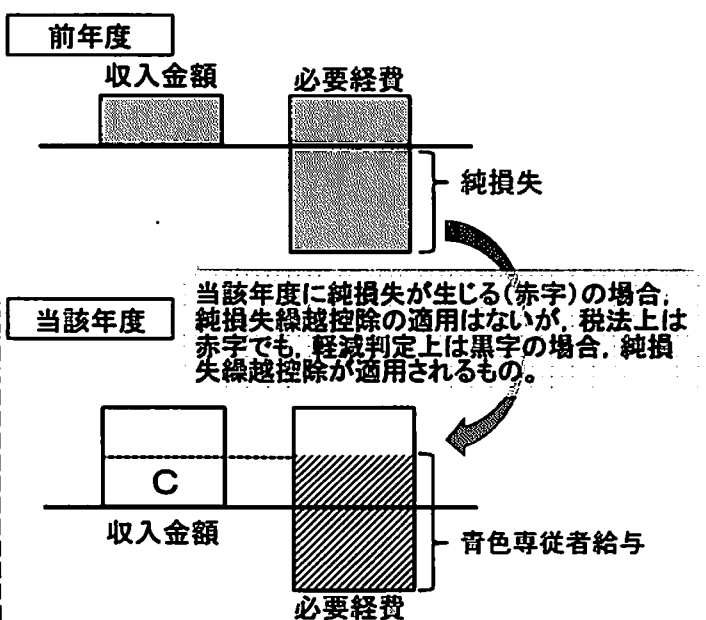 前年度
収入金額
必要経費
純損失
当該年度に純損失が生じる(赤字)の場合,
純損失繰越控除の適用はないが, 税法上は
赤字でも, 軽減判定上は黒字の場合, 純損
失繰越控除が適用されるもの。
当該年度
C
収入金額
青色専従者給与
必要経費